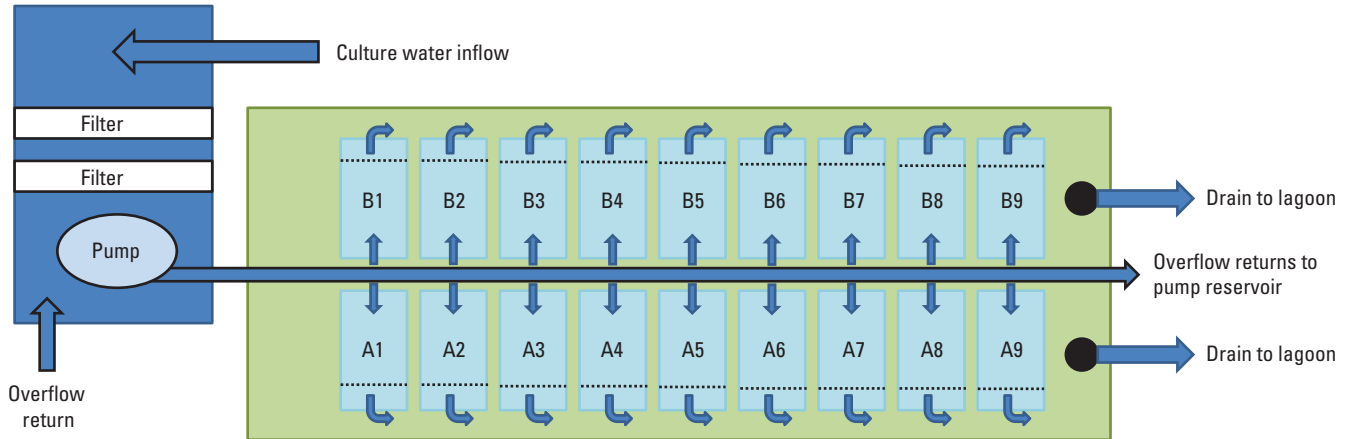 Culture water inflow
Filter
Filter
Pump
Overflow
return
B1 B2 B3 B4 B5 B6 B7 B8 B9
A1 A2 A3 A4 A5 A6 A7 A8 A9
Drain to lagoon
Overflow returns to
pump reservoir
Drain to lagoon